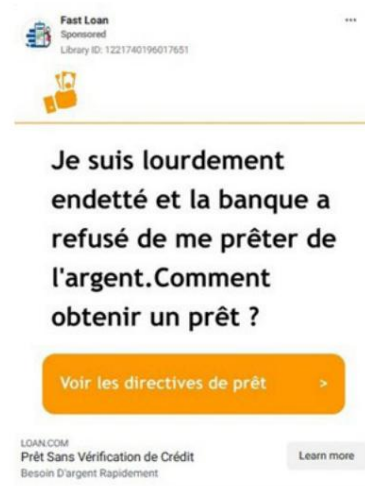 Fast Loan
Sponsored
Library ID: 1221740196017651
Je suis lourdement
endetté et la banque a
refusé de me prêter de
l'argent.Comment
obtenir un prêt ?
Voir les directives de prêt >
LOAN.COM
Prêt Sans Vérification de Crédit
Besoin D'argent Rapidement
Learn more